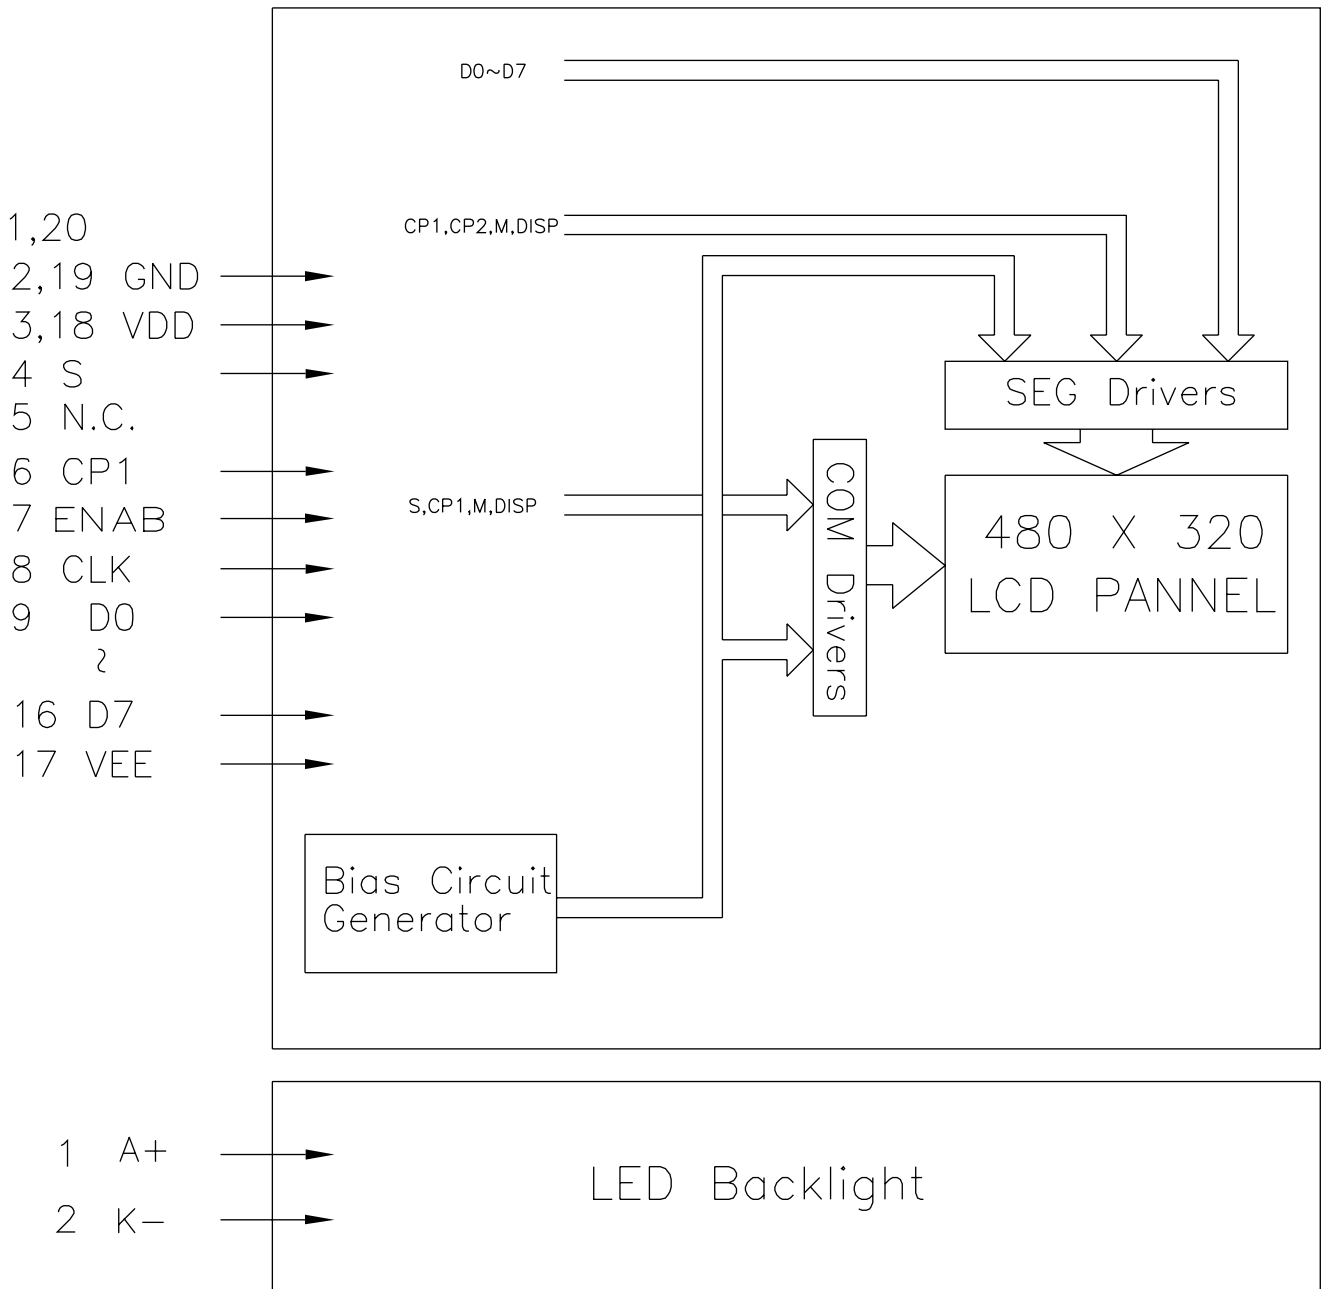 D0~D7
CP1,CP2,M,DISP
1,20
2,19 GND
3,18 VDD
4 S
5 N.C.
6 CP1
7 ENAB
8 CLK
9 D0
~
16 D7
17 VEE
SEG Drivers
S,CP1,M,DISP
COM Drivers
480 X 320
LCD PANNEL
Bias Circuit
Generator
1 A+
2 K-
LED Backlight